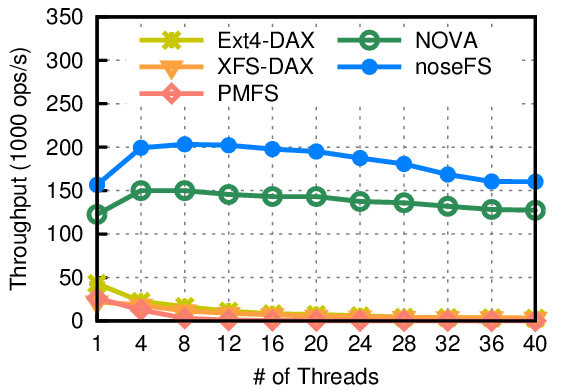 Throughput (1000 ops/s)
350
300
250
200
150
100
50
0
Ext4-DAX
XFS-DAX
PMFS
NOVA
noseFS
1 4 8 12 16 20 24 28 32 36 40
# of Threads